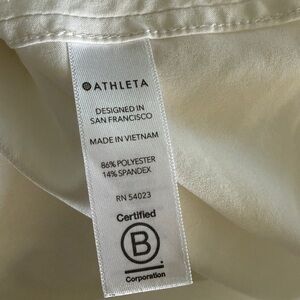 ATHLETA
DESIGNED IN
SAN FRANCISCO
MADE IN VIETNAM
86% POLYESTER
14% SPANDEX
RN 54023
Certified
B
Corporation